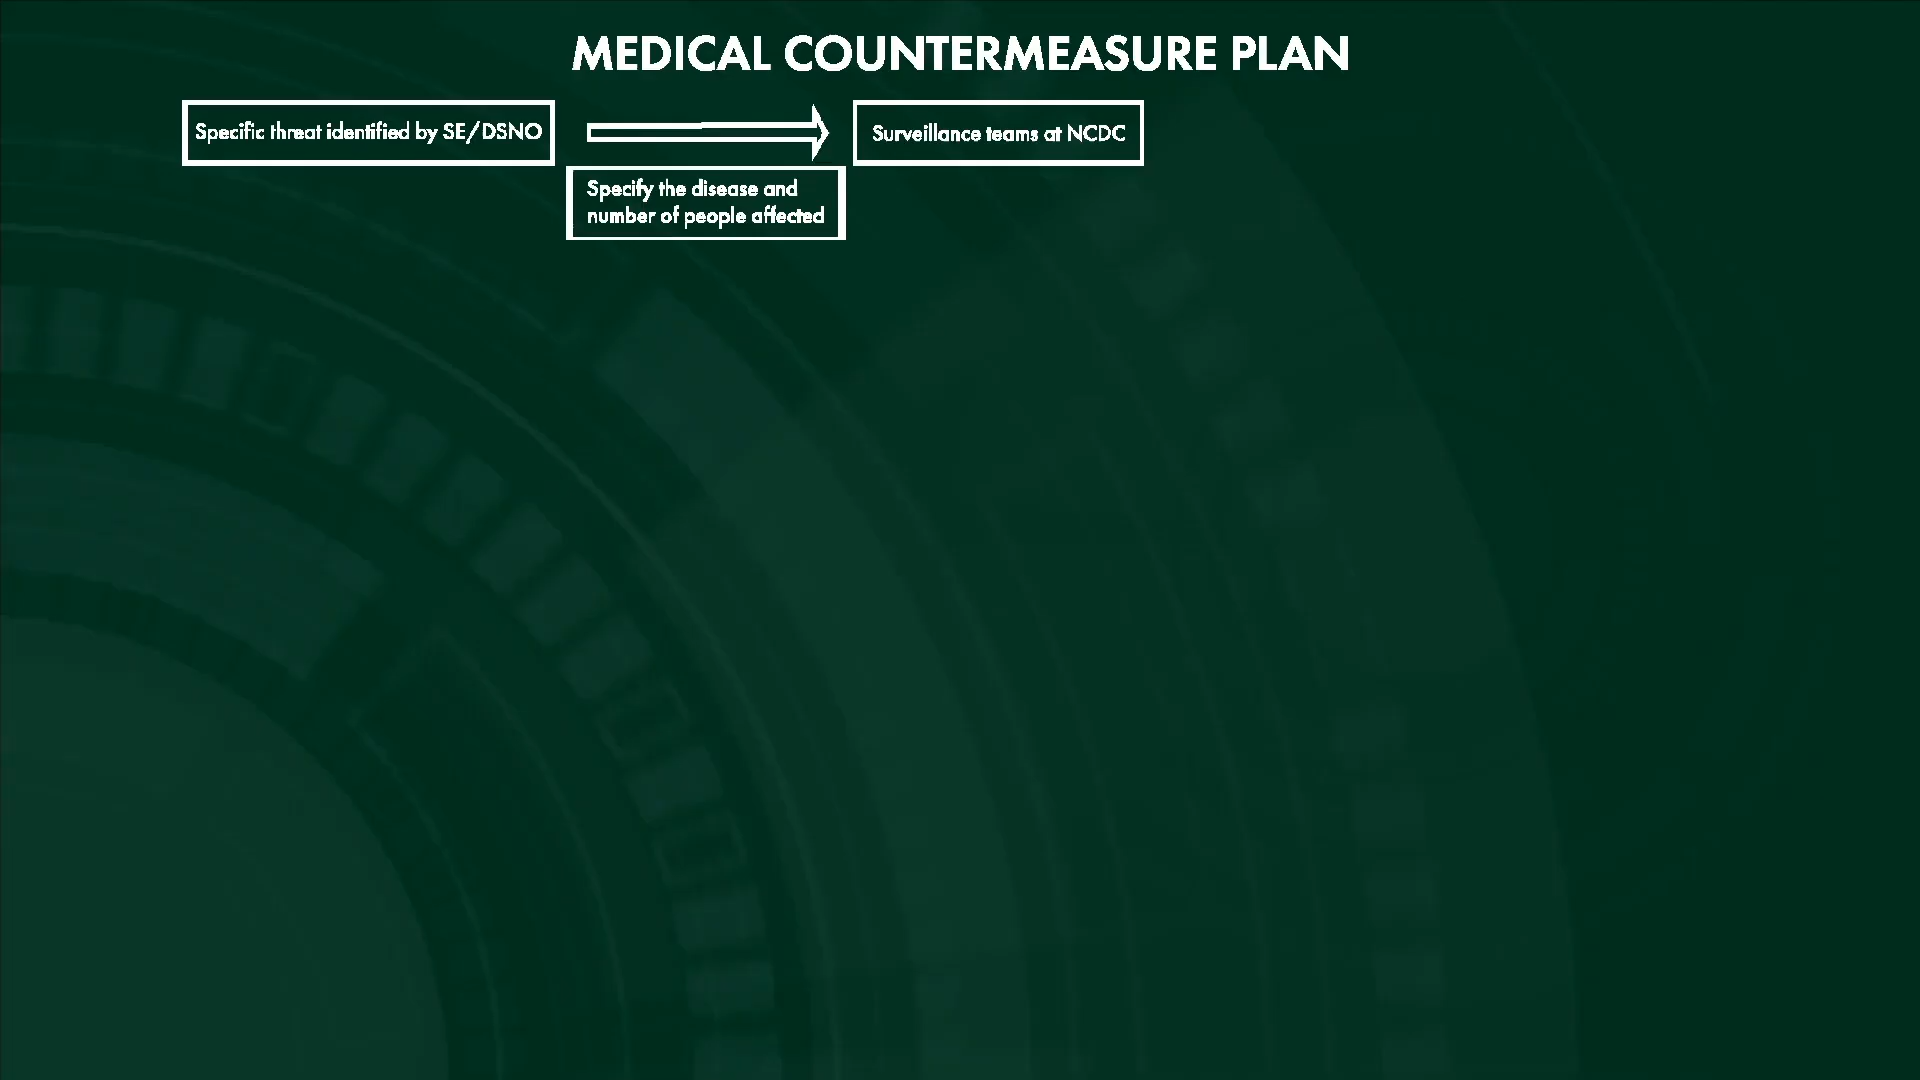 MEDICAL COUNTERMEASURE PLAN
Specific threat identified by SE/DSNO
Surveillance teams at NCDC
Specify the disease and
number of people affected